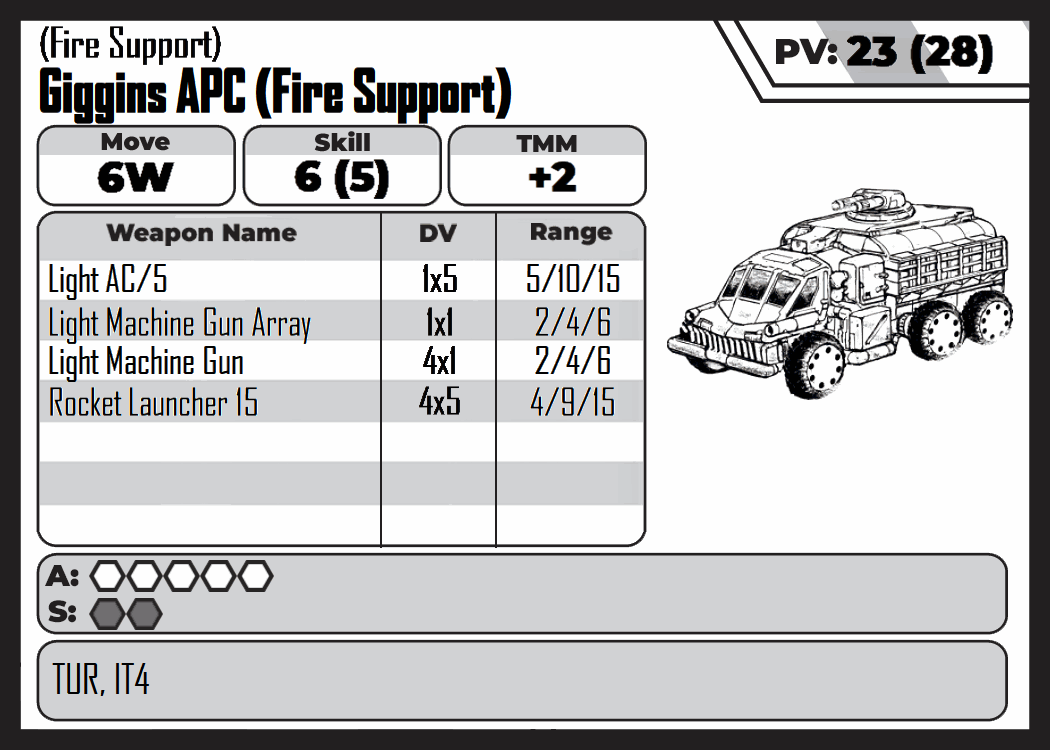 (Fire Support)
Giggins APC (Fire Support)
PV: 23 (28)
Move
6W
Skill
6 (5)
TMM
+2
Weapon Name DV Range
Light AC/5 1x5 5/10/15
Light Machine Gun Array 1x1 2/4/6
Light Machine Gun 4x1 2/4/6
Rocket Launcher 15 4x5 4/9/15
A:
S:
TUR, IT4